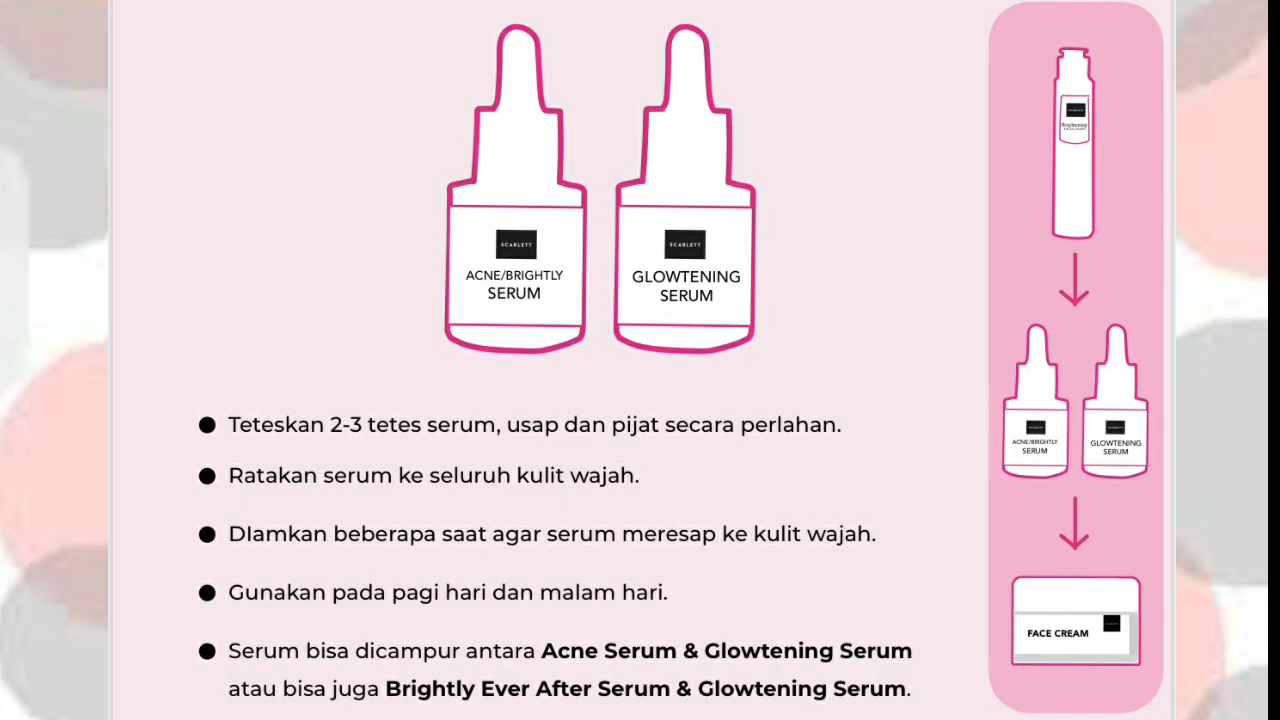 SCARLETT
ACNE/BRIGHTLY
SERUM
SCARLETT
GLOWTENING
SERUM
Teteskan 2-3 tetes serum, usap dan pijat secara perlahan.
Ratakan serum ke seluruh kulit wajah.
DIamkan beberapa saat agar serum meresap ke kulit wajah.
Gunakan pada pagi hari dan malam hari.
Serum bisa dicampur antara Acne Serum & Glowtening Serum
atau bisa juga Brightly Ever After Serum & Glowtening Serum.
Brightening
ACNE/BRIGHTLY
SERUM
GLOWTENING
SERUM
FACE CREAM